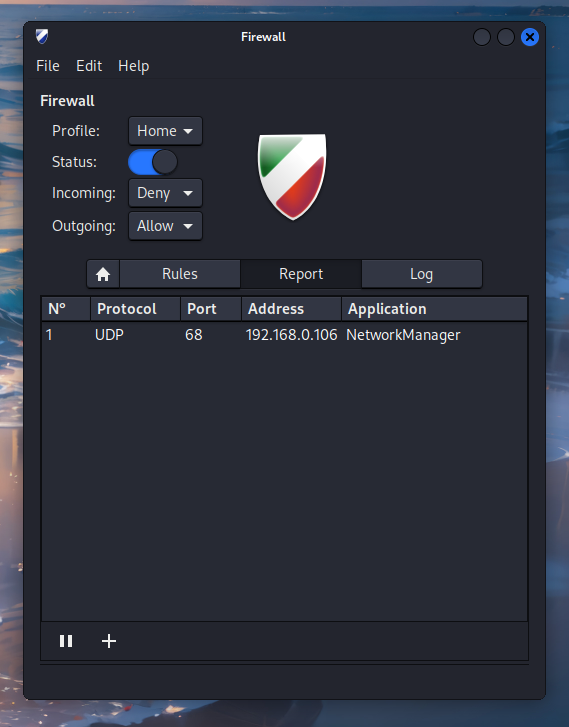 Firewall
File Edit Help
Firewall
Profile: Home
Status:
Incoming: Deny
Outgoing: Allow
Rules Report Log
Nº Protocol Port Address Application
1 UDP 68 192.168.0.106 NetworkManager